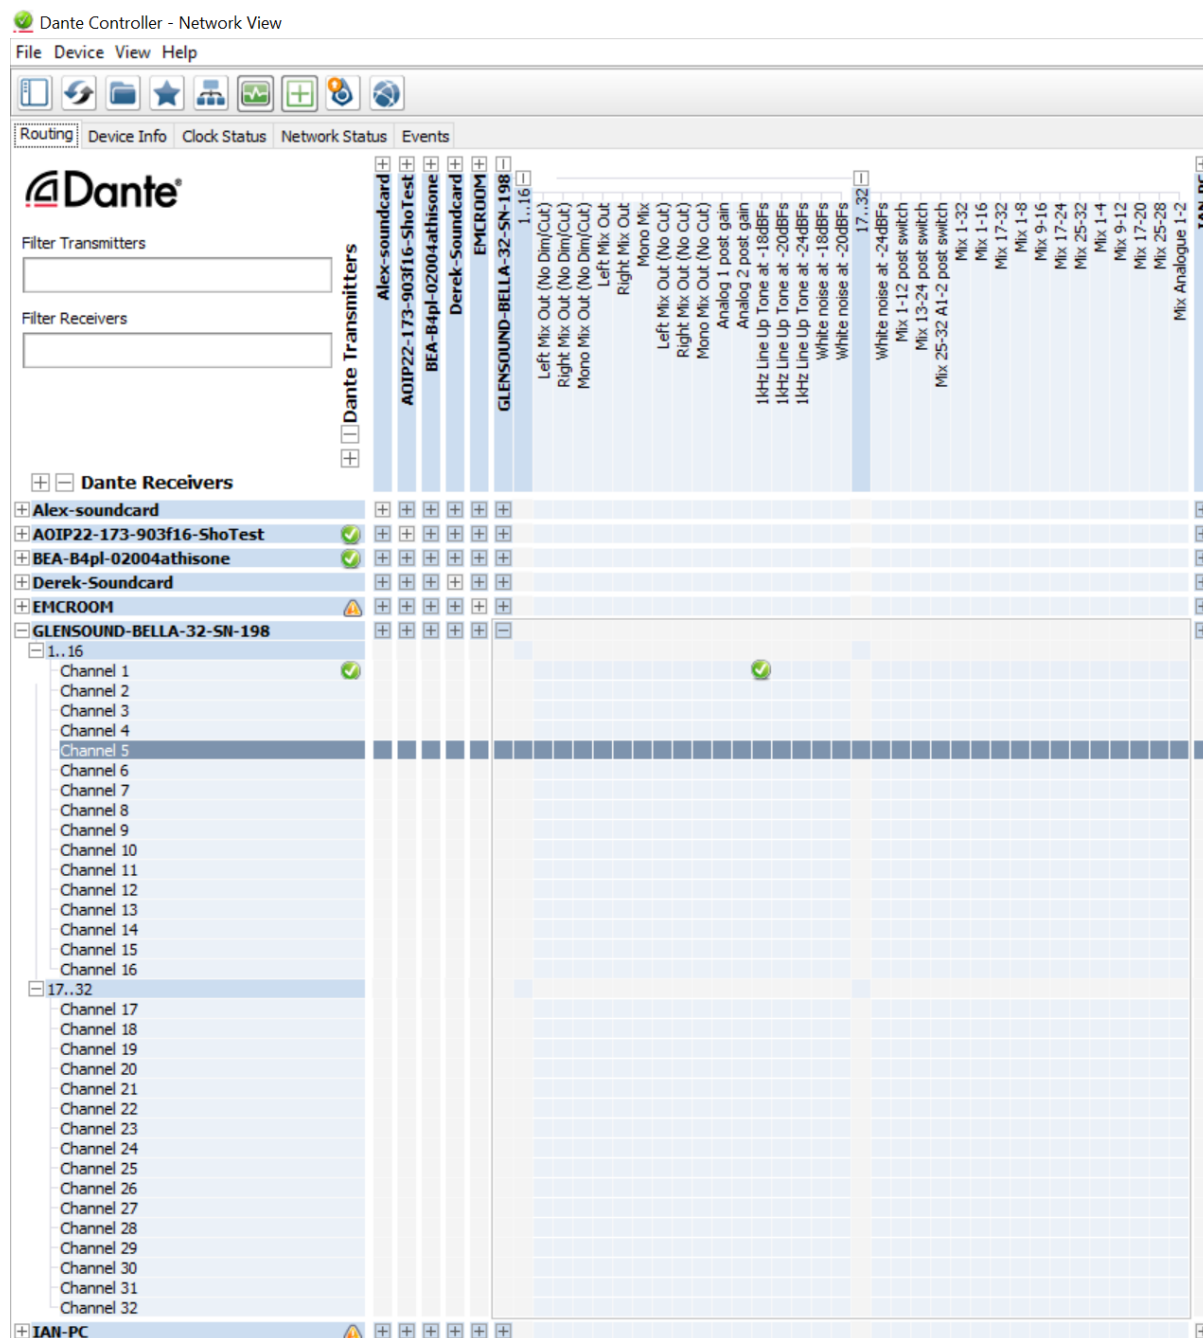 Dante Controller - Network View
File Device View Help
Routing Device Info Clock Status Network Status Events
Dante®
Filter Transmitters
Filter Receivers
Dante Transmitters
Alex-soundcard
AOIP22-173-903f16-ShoTest
BEA-B4pl-02004athisone
Derek-Soundcard
EMCROOM
GLENSOUND-BELLA-32-SN-198
1..16
Left Mix Out (No Dim/Cut)
Right Mix Out (No Dim/Cut)
Mono Mix Out (No Dim/Cut)
Left Mix Out
Right Mix Out
Mono Mix
Left Mix Out (No Cut)
Right Mix Out (No Cut)
Mono Mix Out (No Cut)
Analog 1 post gain
Analog 2 post gain
1kHz Line Up Tone at -18dBFs
1kHz Line Up Tone at -20dBFs
1kHz Line Up Tone at -24dBFs
White noise at -18dBFs
White noise at -20dBFs
17..32
White noise at -24dBFs
Mix 1-12 post switch
Mix 13-24 post switch
Mix 25-32 A1-2 post switch
Mix 1-32
Mix 1-16
Mix 17-32
Mix 1-8
Mix 9-16
Mix 17-24
Mix 25-32
Mix 1-4
Mix 9-12
Mix 17-20
Mix 25-28
Mix Analogue 1-2
Dante Receivers
Alex-soundcard
AOIP22-173-903f16-ShoTest
BEA-B4pl-02004athisone
Derek-Soundcard
EMCROOM
GLENSOUND-BELLA-32-SN-198
1..16
Channel 1
Channel 2
Channel 3
Channel 4
Channel 5
Channel 6
Channel 7
Channel 8
Channel 9
Channel 10
Channel 11
Channel 12
Channel 13
Channel 14
Channel 15
Channel 16
17..32
Channel 17
Channel 18
Channel 19
Channel 20
Channel 21
Channel 22
Channel 23
Channel 24
Channel 25
Channel 26
Channel 27
Channel 28
Channel 29
Channel 30
Channel 31
Channel 32
IAN-PC